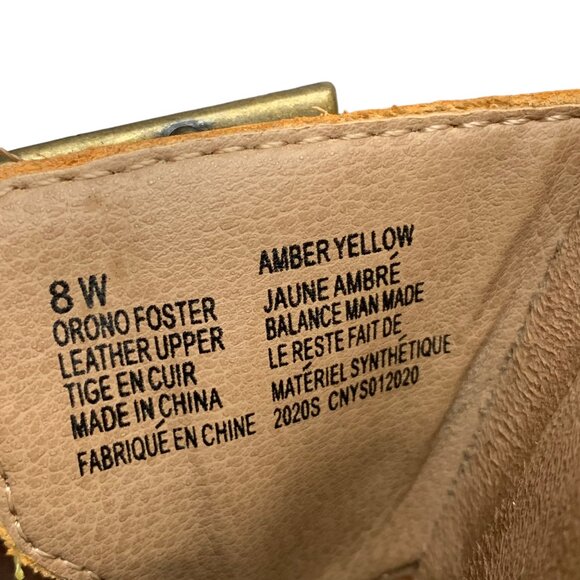 8 W
ORONO FOSTER
LEATHER UPPER
TIGE EN CUIR
MADE IN CHINA
FABRIQUÉ EN CHINE
AMBER YELLOW
JAUNE AMBRÉ
BALANCE MAN MADE
LE RESTE FAIT DE
MATÉRIEL SYNTHÉTIQUE
2020S CNYS012020